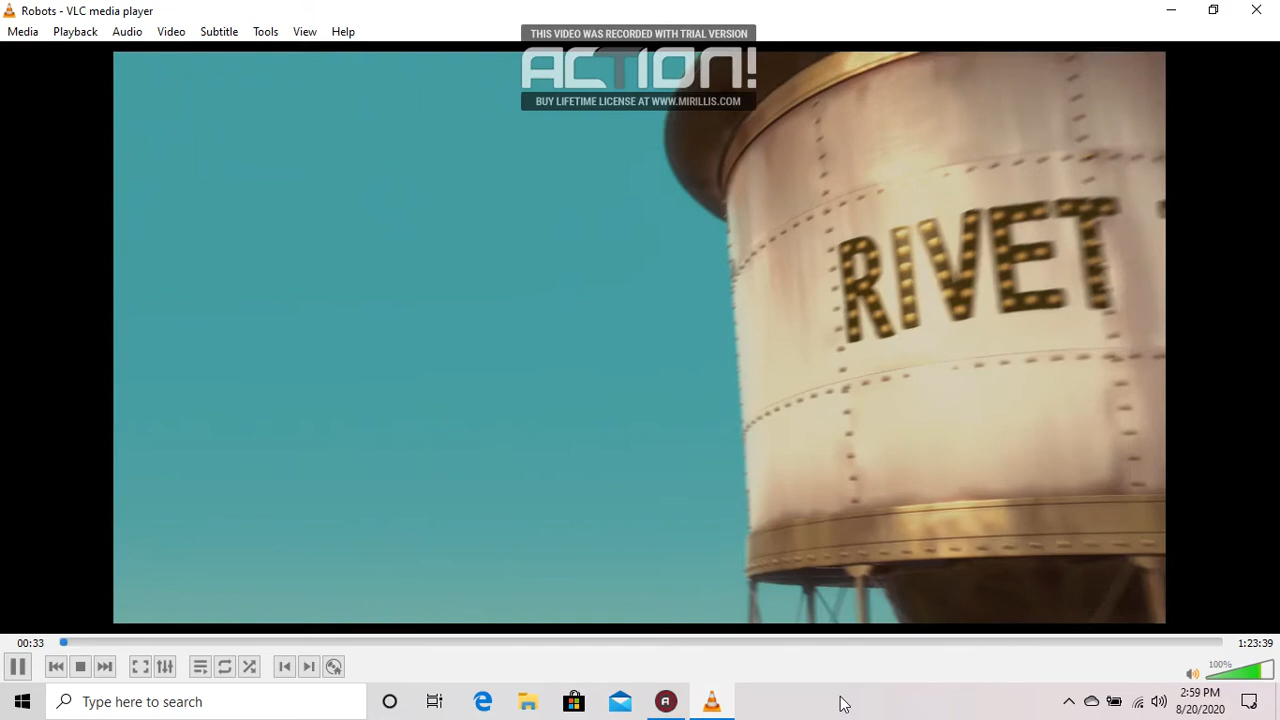 Robots - VLC media player
Media Playback Audio Video Subtitle Tools View Help
THIS VIDEO WAS RECORDED WITH TRIAL VERSION
ACTION!
BUY LIFETIME LICENSE AT WWW.MIRILLIS.COM
RIVET
00:33
1:23:39
100%
Type here to search
2:59 PM
8/20/2020